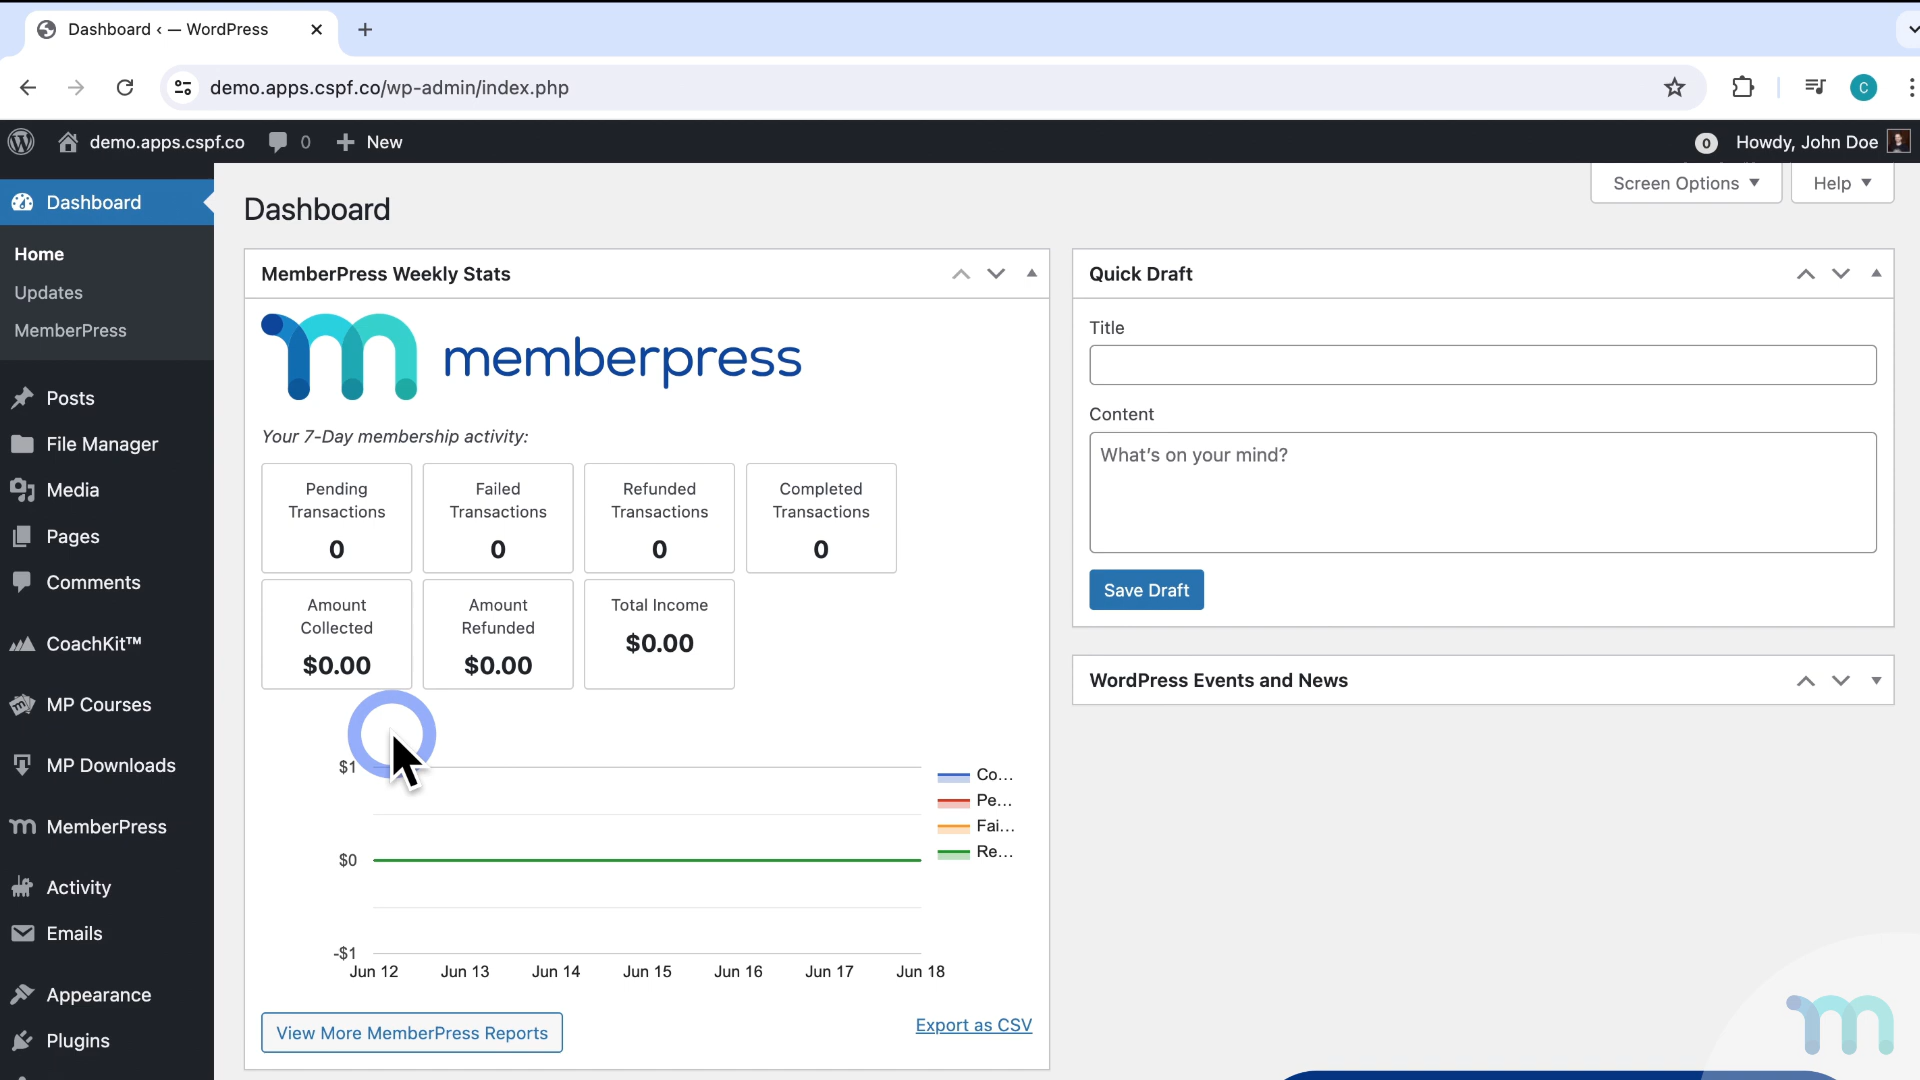 Dashboard ‹ — WordPress
demo.apps.cspf.co/wp-admin/index.php
C
demo.apps.cspf.co
0
New
0
Howdy, John Doe
Dashboard
Home
Updates
MemberPress
Posts
File Manager
Media
Pages
Comments
CoachKit™
MP Courses
MP Downloads
MemberPress
Activity
Emails
Appearance
Plugins
Screen Options
Help
Dashboard
MemberPress Weekly Stats
memberpress
Your 7-Day membership activity:
Pending
Transactions
0
Failed
Transactions
0
Refunded
Transactions
0
Completed
Transactions
0
Amount
Collected
$0.00
Amount
Refunded
$0.00
Total Income
$0.00
$1
$0
-$1
Jun 12
Jun 13
Jun 14
Jun 15
Jun 16
Jun 17
Jun 18
Co...
Pe...
Fai...
Re...
View More MemberPress Reports
Export as CSV
Quick Draft
Title
Content
What's on your mind?
Save Draft
WordPress Events and News